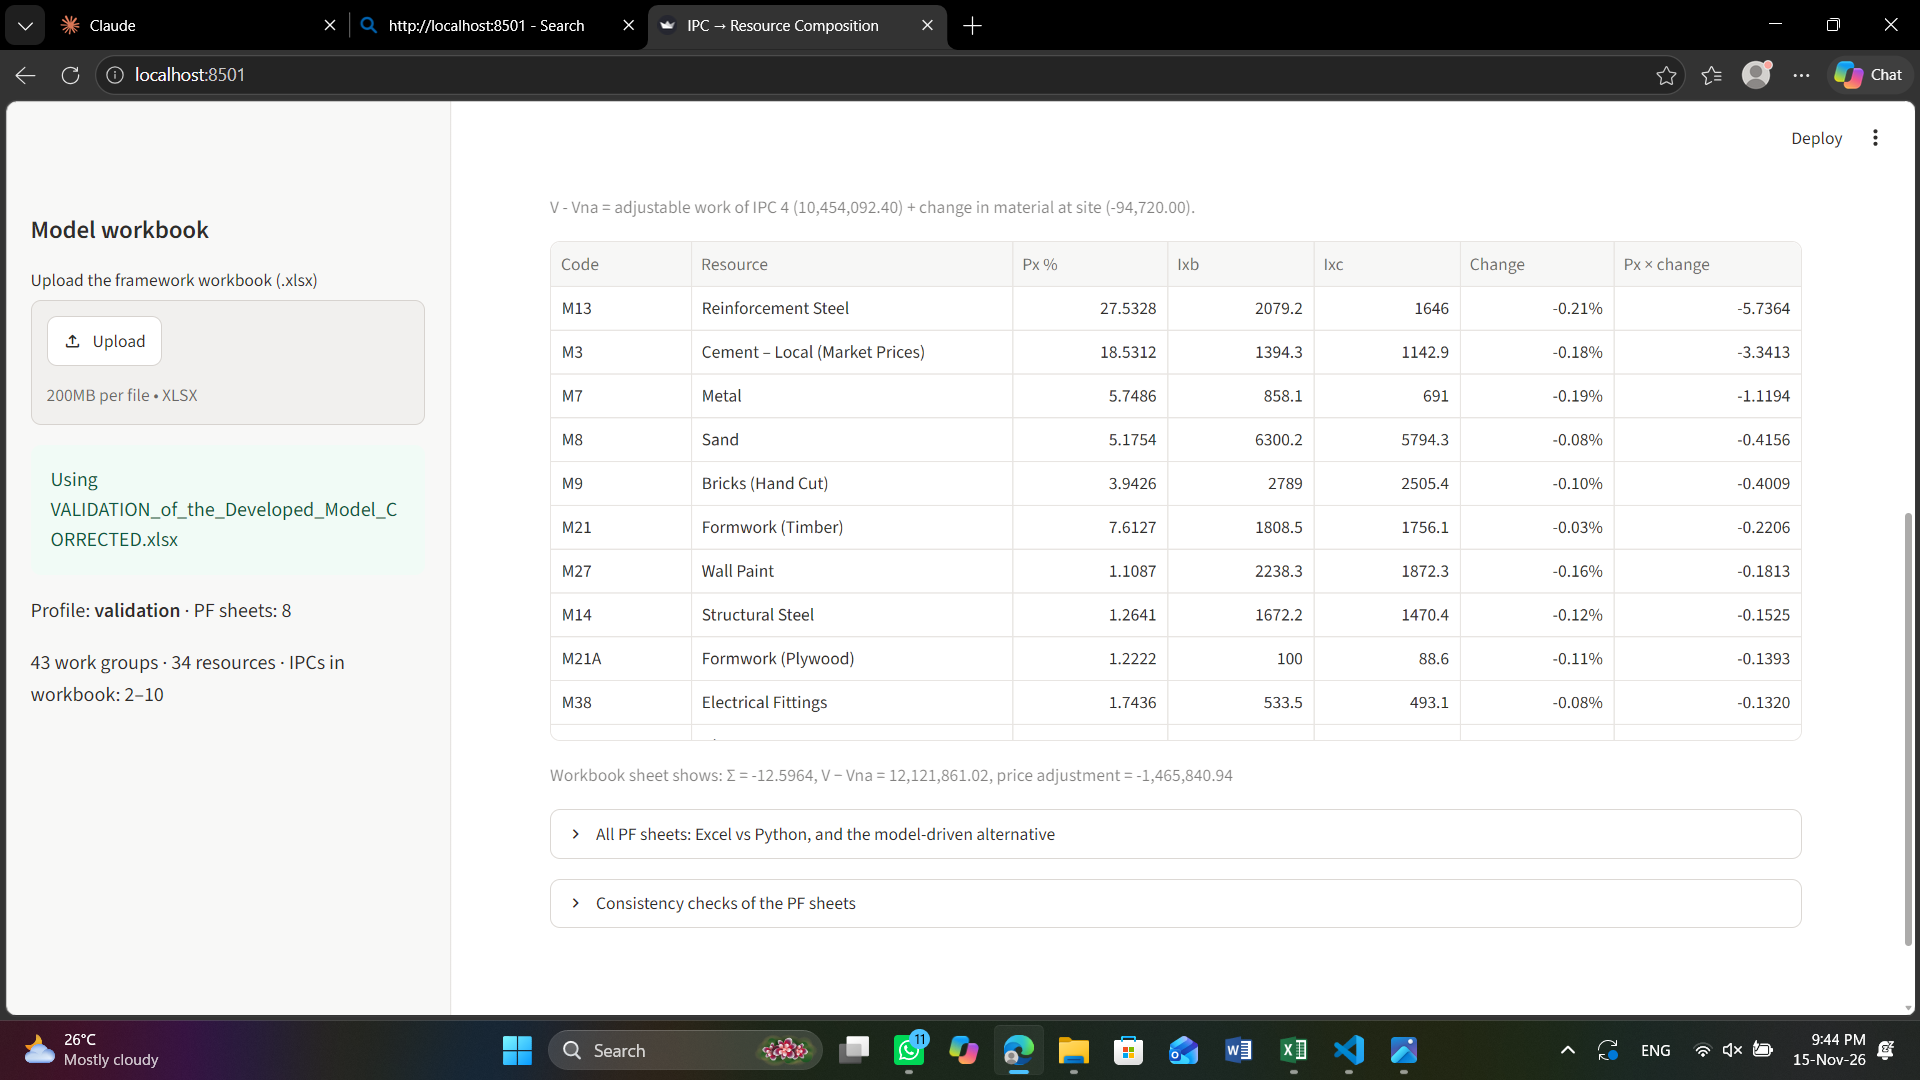 Claude
http://localhost:8501 - Search
IPC → Resource Composition
localhost:8501
Chat
Deploy
Model workbook
Upload the framework workbook (.xlsx)
Upload
200MB per file • XLSX
Using
VALIDATION_of_the_Developed_Model_C
ORRECTED.xlsx
Profile: validation · PF sheets: 8
43 work groups · 34 resources · IPCs in
workbook: 2–10
V - Vna = adjustable work of IPC 4 (10,454,092.40) + change in material at site (-94,720.00).
Code Resource Px % Ixb Ixc Change Px × change
M13 Reinforcement Steel 27.5328 2079.2 1646 -0.21% -5.7364
M3 Cement – Local (Market Prices) 18.5312 1394.3 1142.9 -0.18% -3.3413
M7 Metal 5.7486 858.1 691 -0.19% -1.1194
M8 Sand 5.1754 6300.2 5794.3 -0.08% -0.4156
M9 Bricks (Hand Cut) 3.9426 2789 2505.4 -0.10% -0.4009
M21 Formwork (Timber) 7.6127 1808.5 1756.1 -0.03% -0.2206
M27 Wall Paint 1.1087 2238.3 1872.3 -0.16% -0.1813
M14 Structural Steel 1.2641 1672.2 1470.4 -0.12% -0.1525
M21A Formwork (Plywood) 1.2222 100 88.6 -0.11% -0.1393
M38 Electrical Fittings 1.7436 533.5 493.1 -0.08% -0.1320
Workbook sheet shows: Σ = -12.5964, V − Vna = 12,121,861.02, price adjustment = -1,465,840.94
All PF sheets: Excel vs Python, and the model-driven alternative
Consistency checks of the PF sheets
26°C
Mostly cloudy
Search
11
ENG
9:44 PM
15-Nov-26